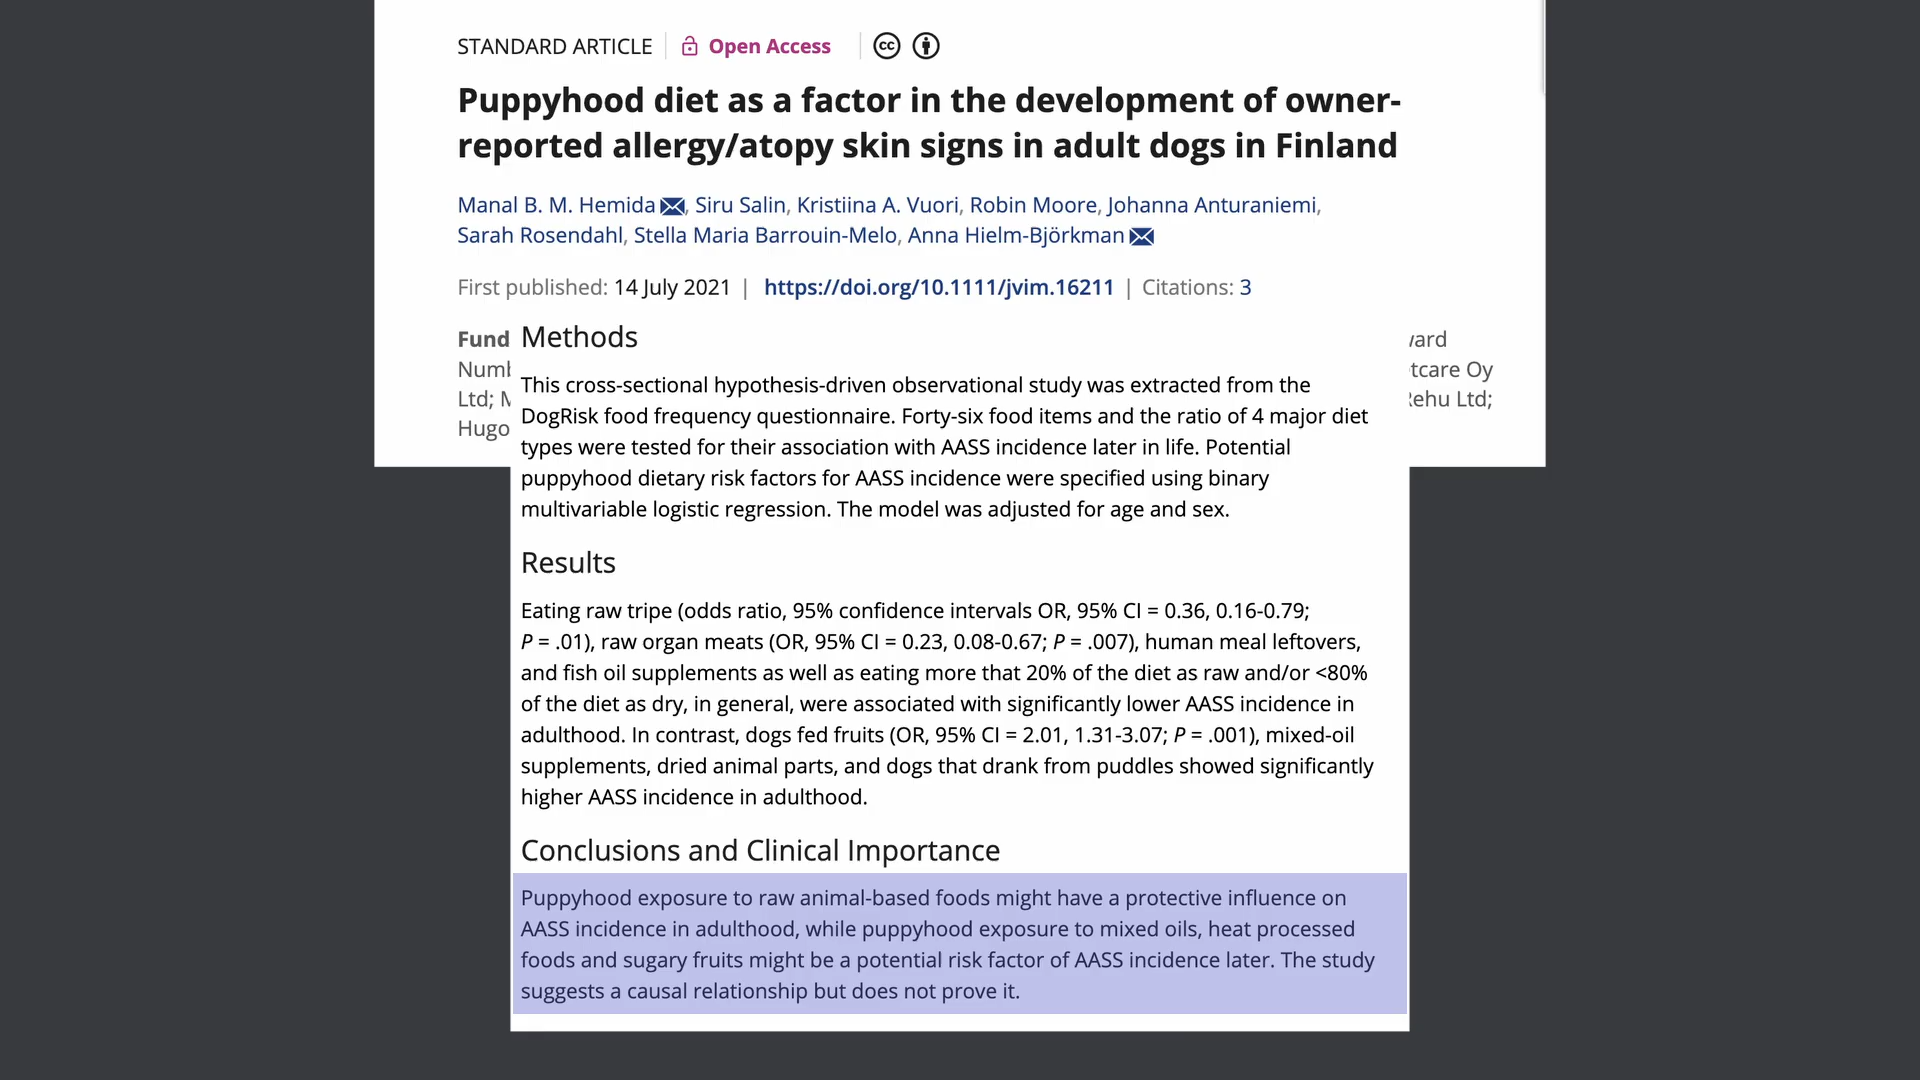 STANDARD ARTICLE Open Access
Puppyhood diet as a factor in the development of owner-
reported allergy/atopy skin signs in adult dogs in Finland
Manal B. M. Hemida, Siru Salin, Kristiina A. Vuori, Robin Moore, Johanna Anturaniemi,
Sarah Rosendahl, Stella Maria Barrouin-Melo, Anna Hielm-Björkman
First published: 14 July 2021 | https://doi.org/10.1111/jvim.16211 | Citations: 3
Methods
This cross-sectional hypothesis-driven observational study was extracted from the
DogRisk food frequency questionnaire. Forty-six food items and the ratio of 4 major diet
types were tested for their association with AASS incidence later in life. Potential
puppyhood dietary risk factors for AASS incidence were specified using binary
multivariable logistic regression. The model was adjusted for age and sex.
Results
Eating raw tripe (odds ratio, 95% confidence intervals OR, 95% CI = 0.36, 0.16-0.79;
P = .01), raw organ meats (OR, 95% CI = 0.23, 0.08-0.67; P = .007), human meal leftovers,
and fish oil supplements as well as eating more that 20% of the diet as raw and/or <80%
of the diet as dry, in general, were associated with significantly lower AASS incidence in
adulthood. In contrast, dogs fed fruits (OR, 95% CI = 2.01, 1.31-3.07; P = .001), mixed-oil
supplements, dried animal parts, and dogs that drank from puddles showed significantly
higher AASS incidence in adulthood.
Conclusions and Clinical Importance
Puppyhood exposure to raw animal-based foods might have a protective influence on
AASS incidence in adulthood, while puppyhood exposure to mixed oils, heat processed
foods and sugary fruits might be a potential risk factor of AASS incidence later. The study
suggests a causal relationship but does not prove it.
Ltd;
Oy
Ltd;
Hugo